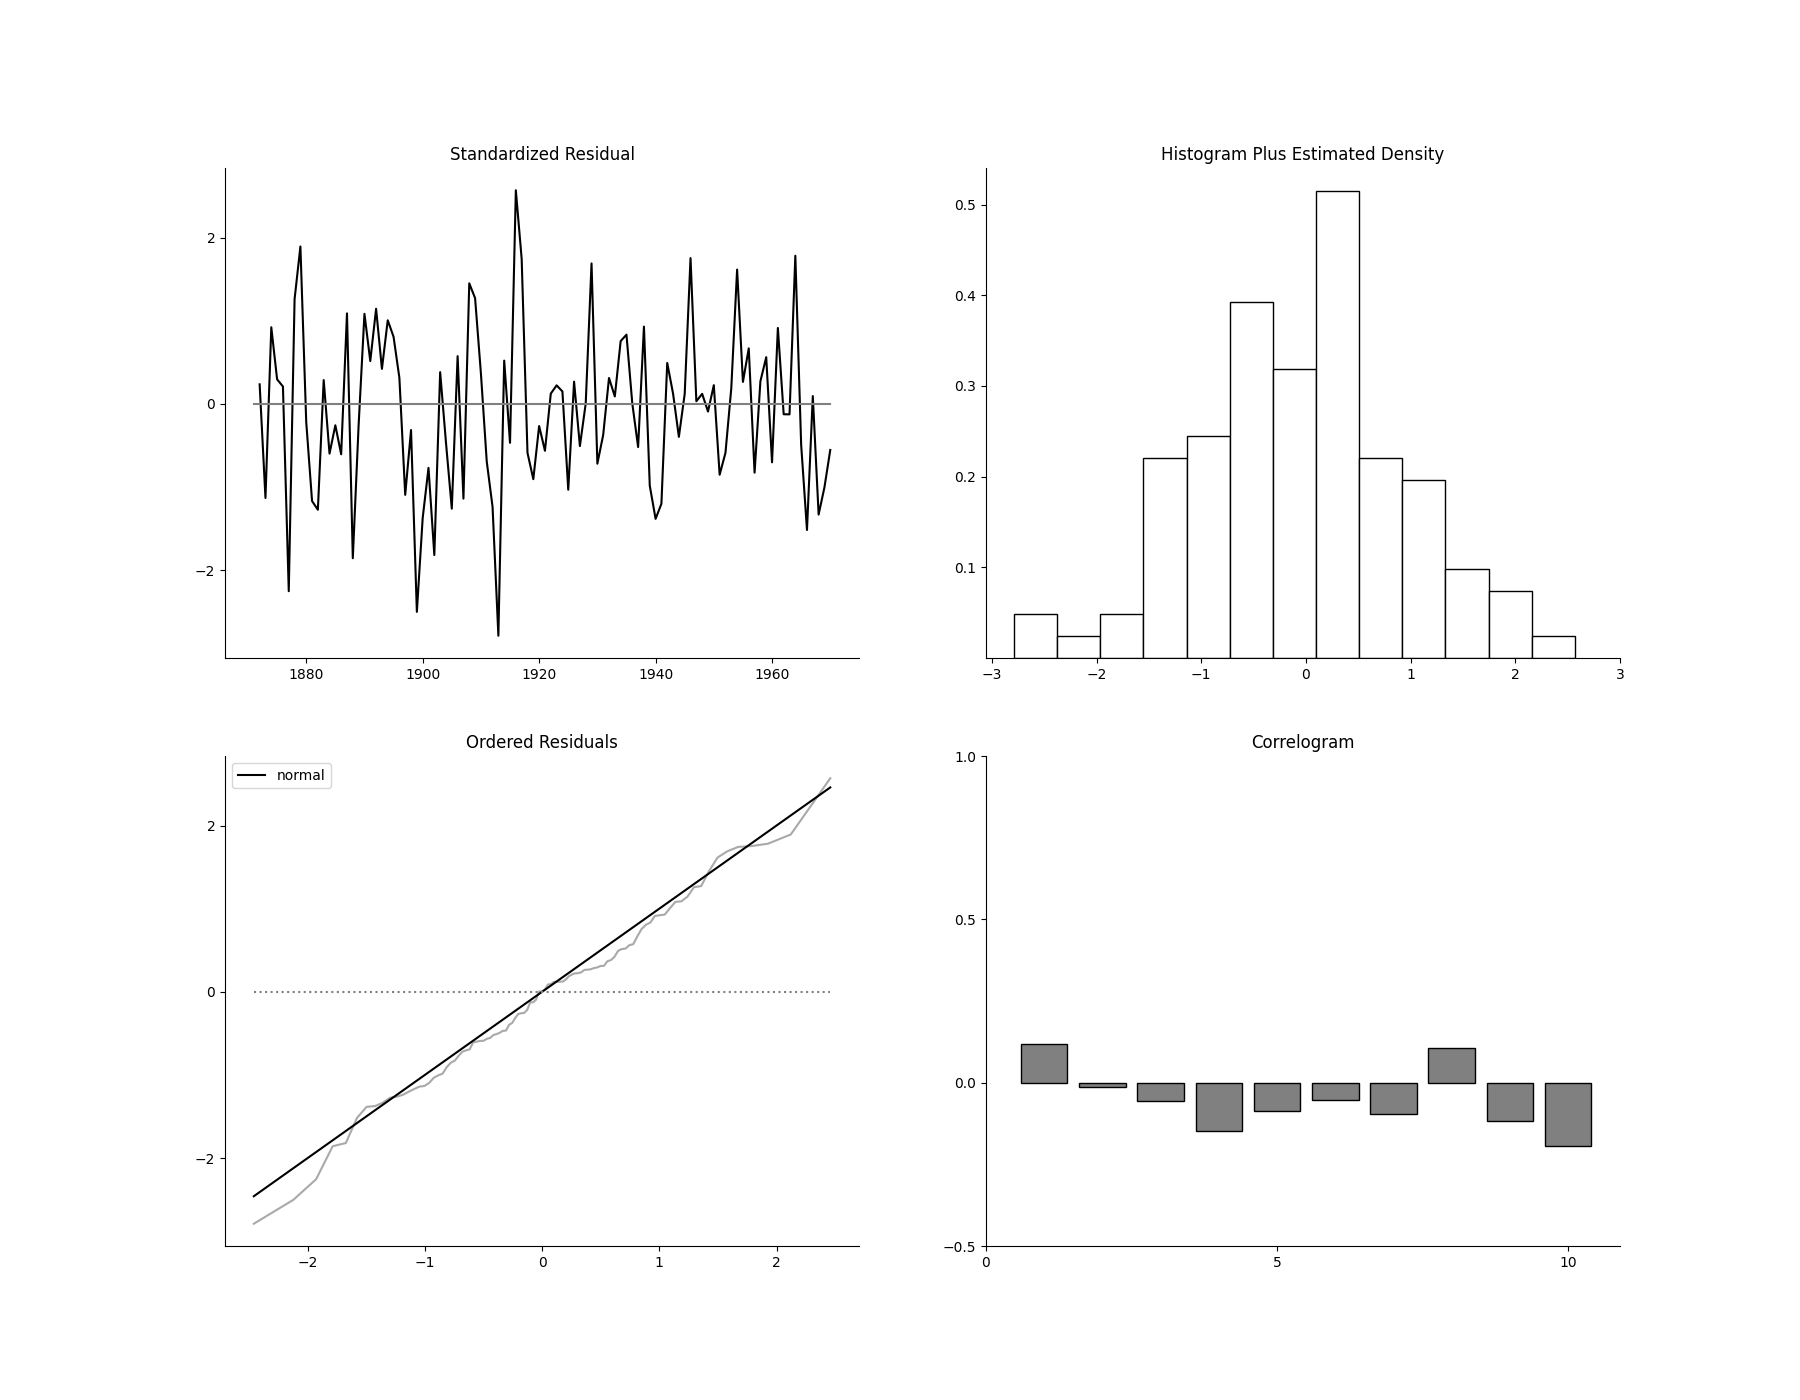 Standardized Residual
2
0
−2
1880 1900 1920 1940 1960
Histogram Plus Estimated Density
0.5
0.4
0.3
0.2
0.1
−3 −2 −1 0 1 2 3
Ordered Residuals
normal
2
0
−2
−2 −1 0 1 2
Correlogram
1.0
0.5
0.0
−0.5
0 5 10